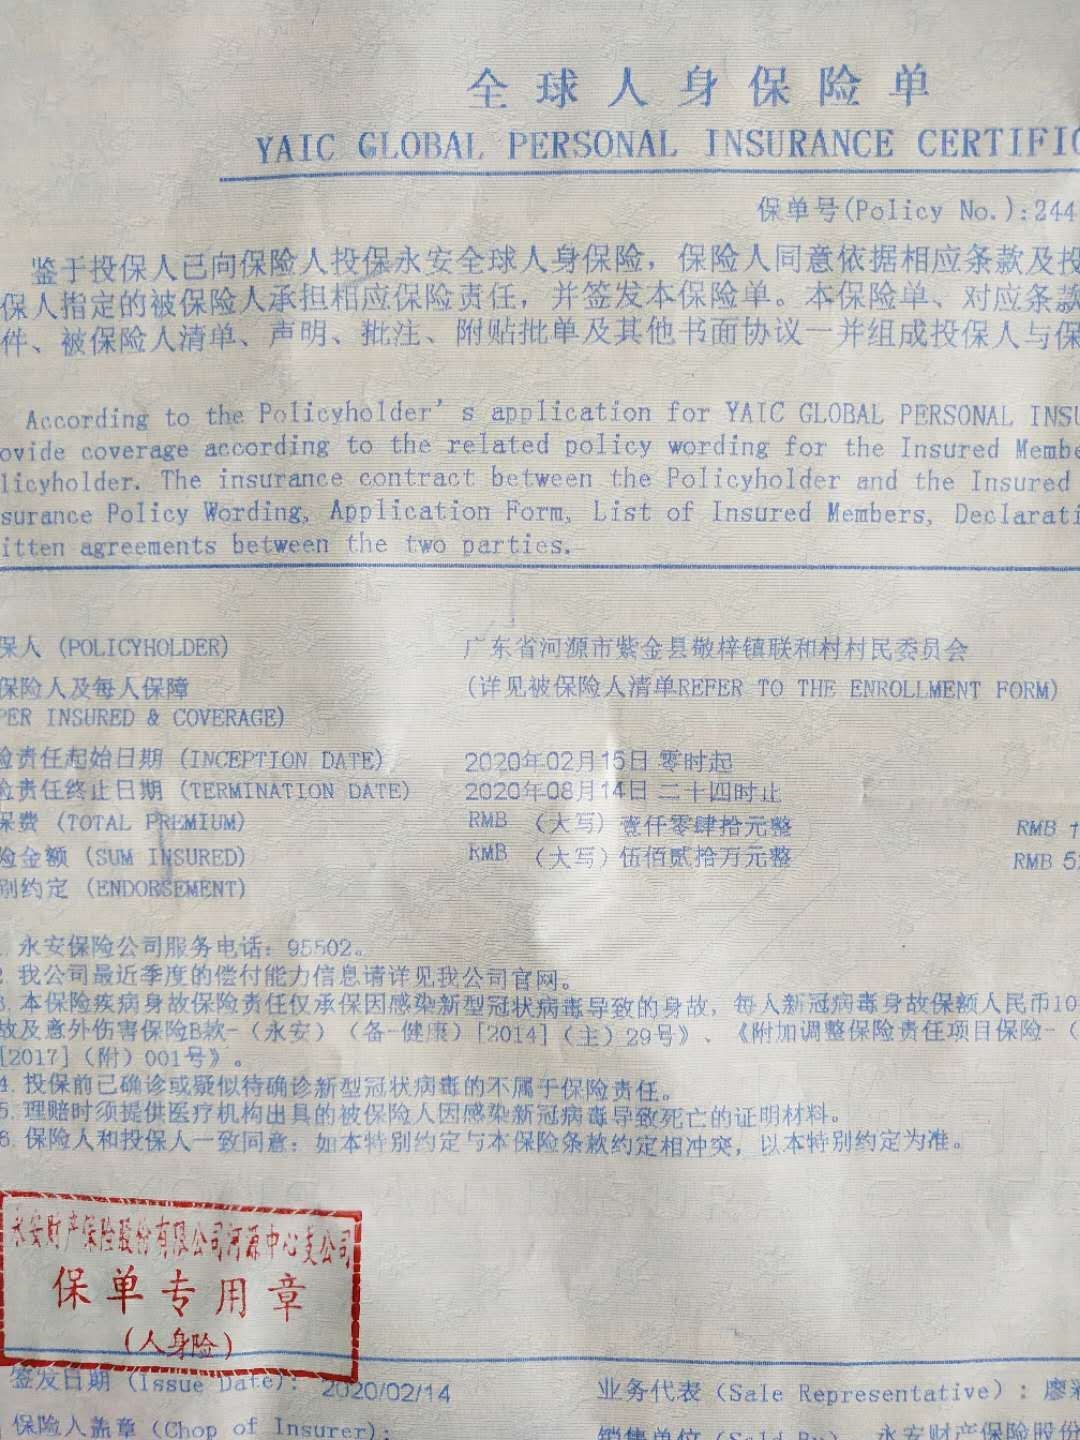 全球人身保险单
YAIC GLOBAL PERSONAL INSURANCE CERTIFIC
保单号(Policy No.):244
鉴于投保人已向保险人投保永安全球人身保险，保险人同意依据相应条款及投
保人指定的被保险人承担相应保险责任，并签发本保险单。本保险单、对应条款
件、被保险人清单、声明、批注、附贴批单及其他书面协议一并组成投保人与保
According to the Policyholder's application for YAIC GLOBAL PERSONAL INSU
ovide coverage according to the related policy wording for the Insured Membe
licyholder. The insurance contract between the Policyholder and the Insured
surance Policy Wording, Application Form, List of Insured Members, Declarati
itten agreements between the two parties.
保人 (POLICYHOLDER) 广东省河源市紫金县敬梓镇联和村村民委员会
保险人及每人保障 (详见被保险人清单REFER TO THE ENROLLMENT FORM)
PER INSURED & COVERAGE)
险责任起始日期 (INCEPTION DATE) 2020年02月15日 零时起
险责任终止日期 (TERMINATION DATE) 2020年08月14日 二十四时止
保费 (TOTAL PREMIUM) RMB （大写）壹仟零肆拾元整 RMB 1
险金额 (SUM INSURED) RMB （大写）伍佰贰拾万元整 RMB 5
别约定 (ENDORSEMENT)
1. 永安保险公司服务电话：95502。
2. 我公司最近季度的偿付能力信息请详见我公司官网。
3. 本保险疾病身故保险责任仅承保因感染新型冠状病毒导致的身故，每人新冠病毒身故保额人民币10
故及意外伤害保险B款-（永安）（备-健康）[2014]（主）29号》、《附加调整保险责任项目保险-（
[2017]（附）001号》。
4. 投保前已确诊或疑似待确诊新型冠状病毒的不属于保险责任。
5. 理赔时须提供医疗机构出具的被保险人因感染新冠病毒导致死亡的证明材料。
6. 保险人和投保人一致同意：如本特别约定与本保险条款约定相冲突，以本特别约定为准。
永安财产保险股份有限公司河源中心支公司
保单专用章
(人身险)
签发日期 (Issue Date): 2020/02/14 业务代表 (Sale Representative)：廖
保险人盖章 (Chop of Insurer): 销售单位 (Sold By) 永安财产保险股份